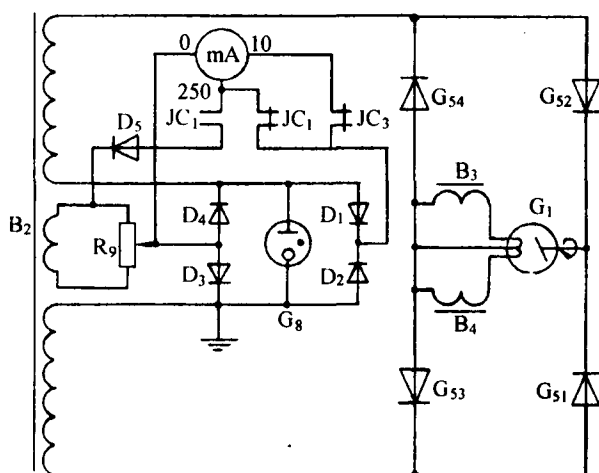 0 mA 10
250
JC₁ JC₁ JC₃
G₅₄ G₅₂
D₅
B₃
B₂ R₉ D₄ D₁ G₁
D₃ D₂
G₈ B₄
G₅₃ G₅₁